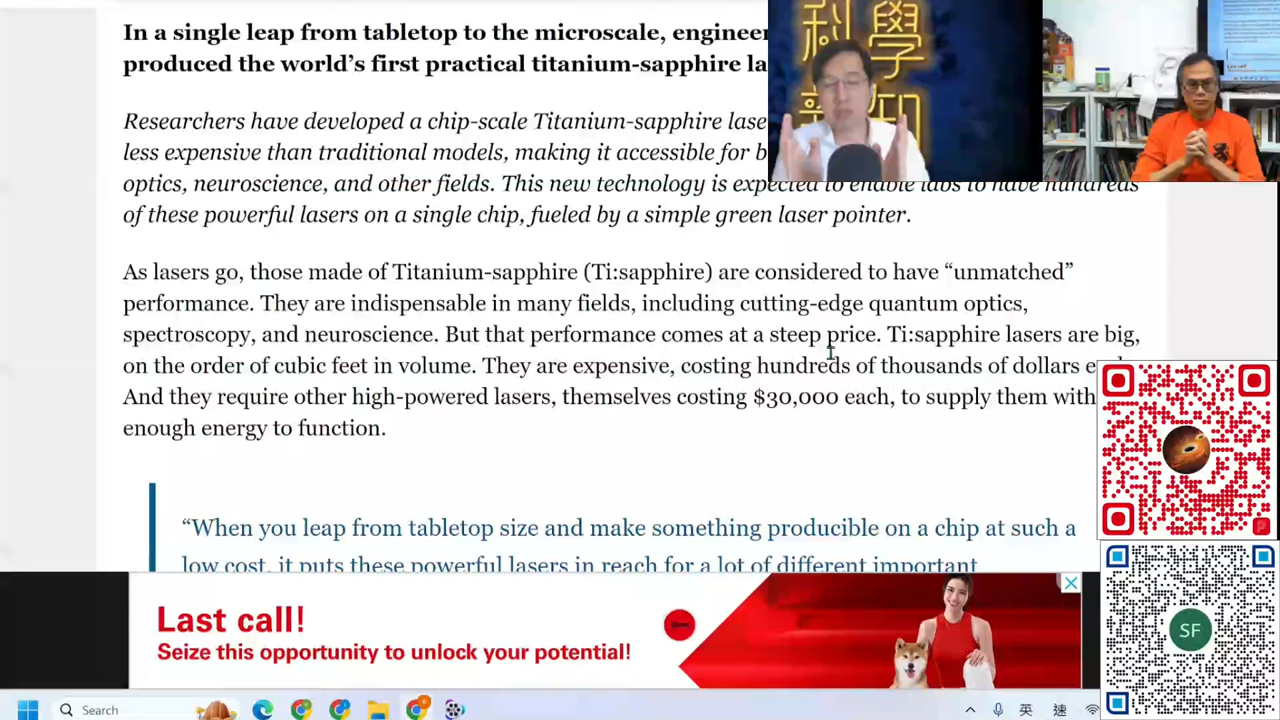 In a single leap from tabletop to the microscale, engineer
produced the world's first practical titanium-sapphire la
Researchers have developed a chip-scale Titanium-sapphire lase
less expensive than traditional models, making it accessible for b
optics, neuroscience, and other fields. This new technology is expected to enable labs to have hundreds
of these powerful lasers on a single chip, fueled by a simple green laser pointer.
As lasers go, those made of Titanium-sapphire (Ti:sapphire) are considered to have “unmatched”
performance. They are indispensable in many fields, including cutting-edge quantum optics,
spectroscopy, and neuroscience. But that performance comes at a steep price. Ti:sapphire lasers are big,
on the order of cubic feet in volume. They are expensive, costing hundreds of thousands of dollars e
And they require other high-powered lasers, themselves costing $30,000 each, to supply them with
enough energy to function.
“When you leap from tabletop size and make something producible on a chip at such a
low cost, it puts these powerful lasers in reach for a lot of different important
科學
新知
Last call!
Seize this opportunity to unlock your potential!
SF
Search
英
速